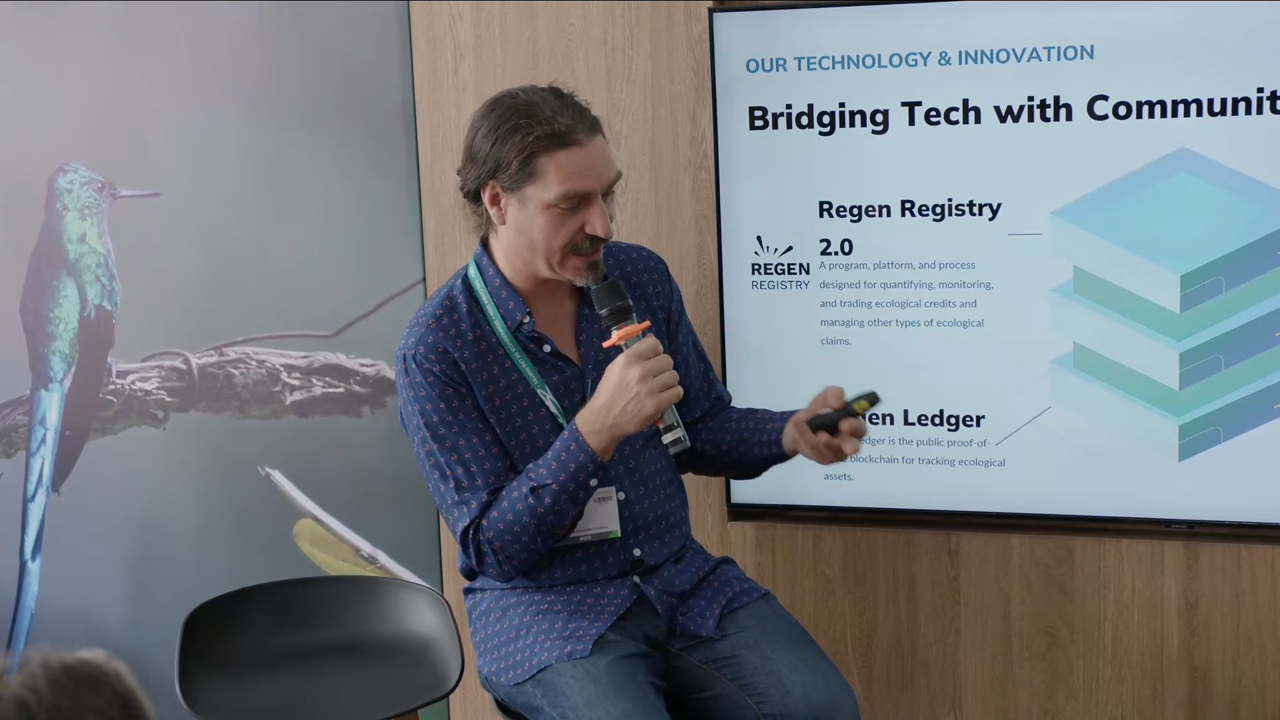 OUR TECHNOLOGY & INNOVATION
Bridging Tech with Communit
Regen Registry
2.0
REGEN
REGISTRY
A program, platform, and process
designed for quantifying, monitoring,
and trading ecological credits and
managing other types of ecological
claims.
en Ledger
edger is the public proof-of-
blockchain for tracking ecological
assets.